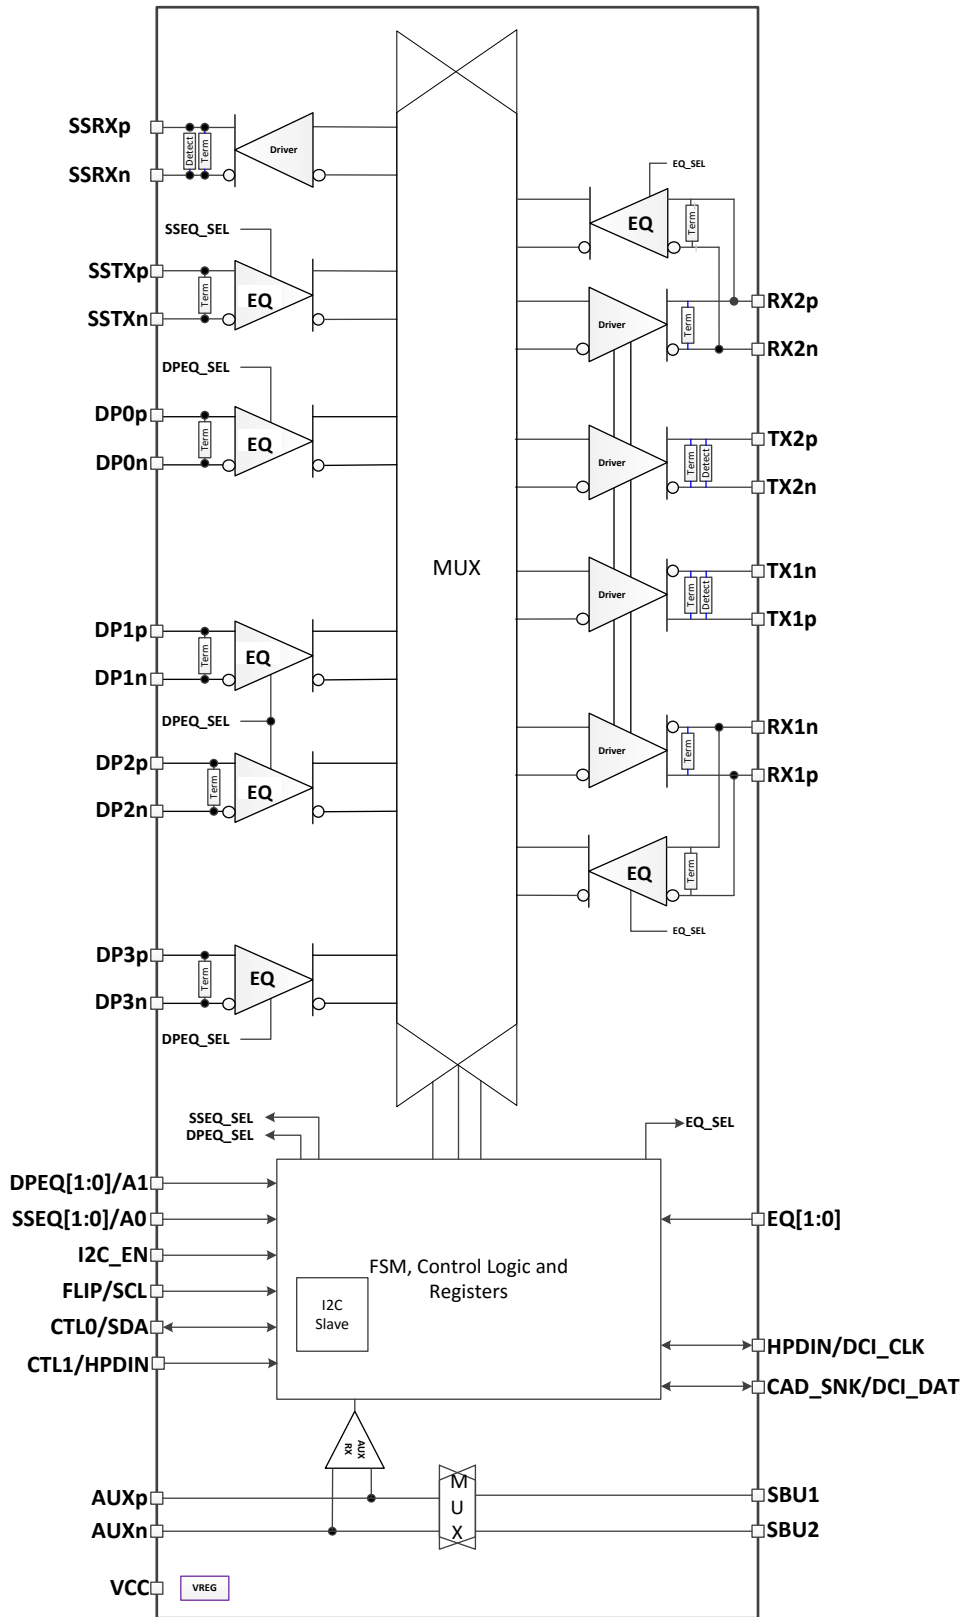 SSRXp
SSRXn
Detect
Term
Driver
SSEQ_SEL
SSTXp
SSTXn
Term
EQ
DPEQ_SEL
DP0p
DP0n
Term
EQ
DP1p
DP1n
Term
EQ
DPEQ_SEL
DP2p
DP2n
Term
EQ
DP3p
DP3n
Term
EQ
DPEQ_SEL
MUX
EQ_SEL
EQ
Term
RX2p
RX2n
Driver
Term
TX2p
TX2n
Driver
Term
Detect
TX1n
TX1p
Driver
Term
Detect
RX1n
RX1p
Driver
Term
EQ
Term
EQ_SEL
SSEQ_SEL
DPEQ_SEL
EQ_SEL
DPEQ[1:0]/A1
SSEQ[1:0]/A0
I2C_EN
FLIP/SCL
CTL0/SDA
CTL1/HPDIN
FSM, Control Logic and
Registers
I2C
Slave
EQ[1:0]
HPDIN/DCI_CLK
CAD_SNK/DCI_DAT
AUX
RX
AUXp
AUXn
M
U
X
SBU1
SBU2
VCC
VREG